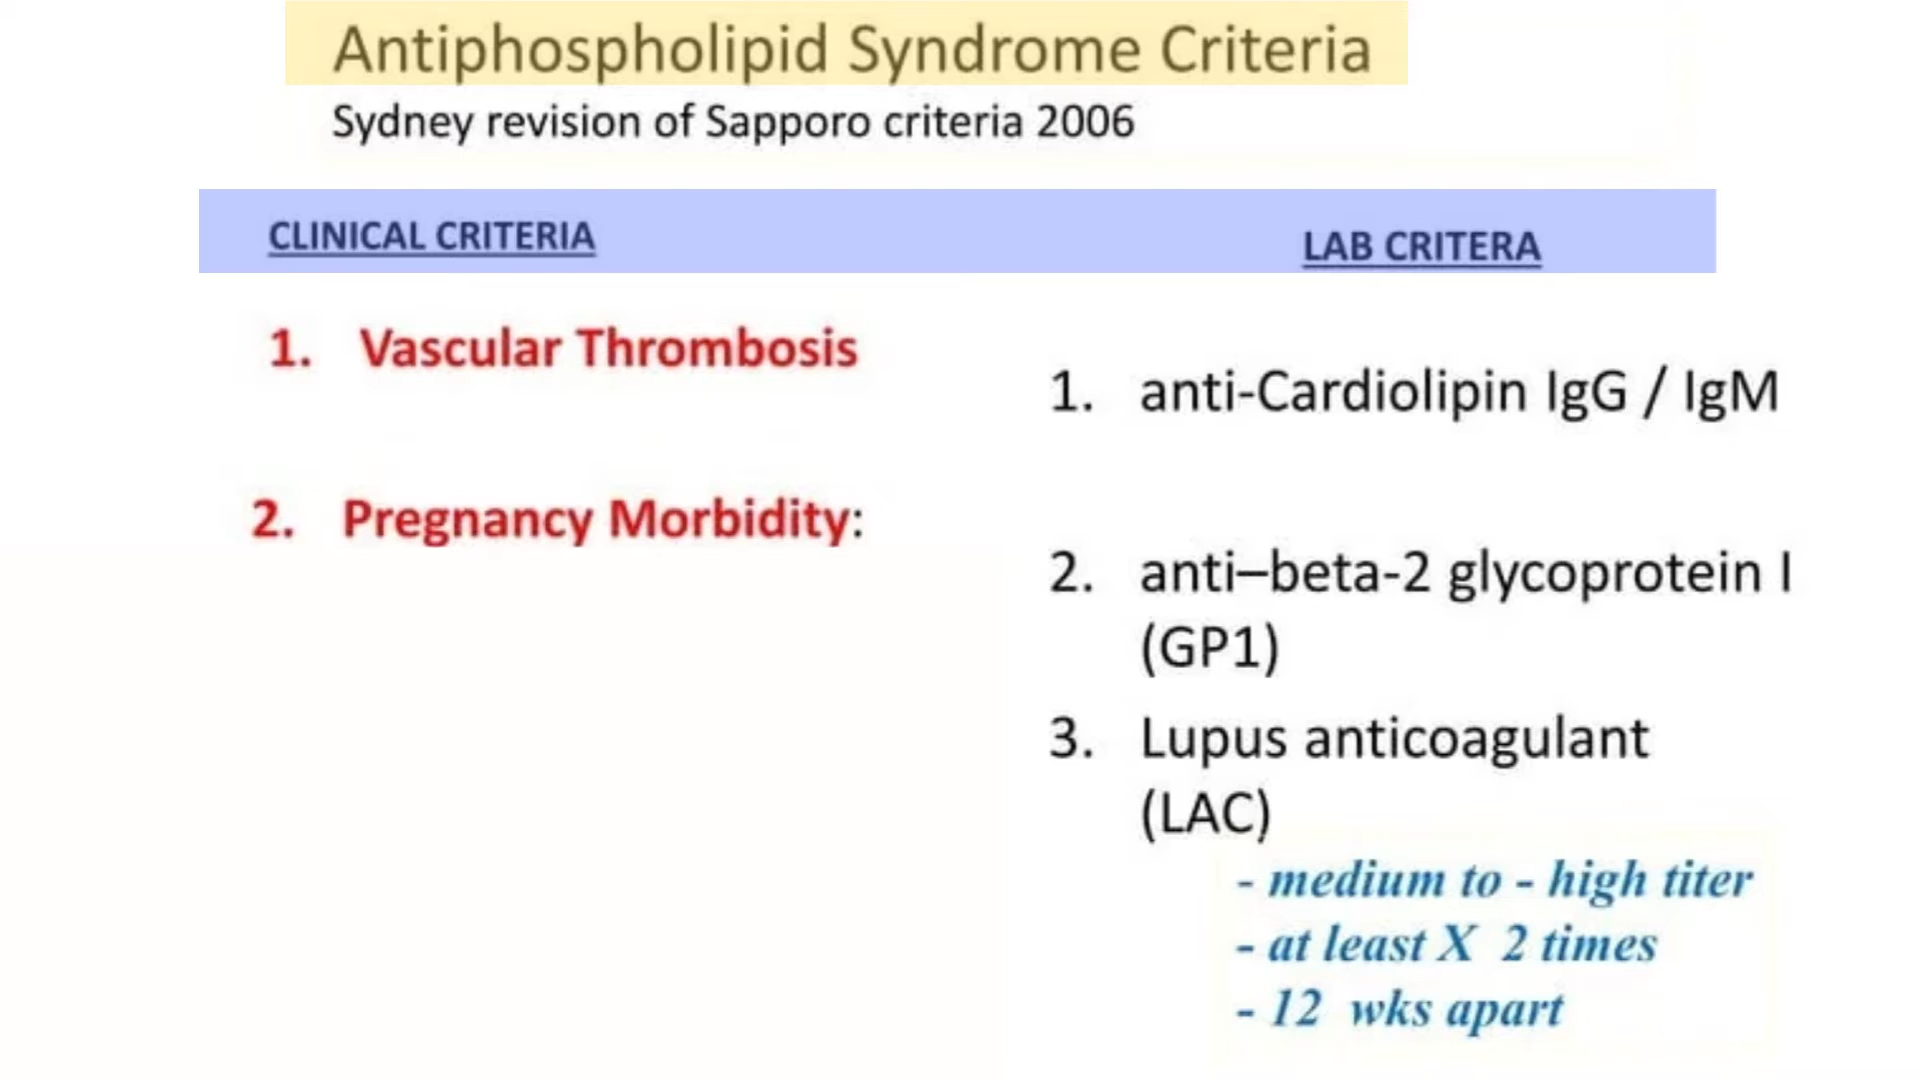 Antiphospholipid Syndrome Criteria
Sydney revision of Sapporo criteria 2006
CLINICAL CRITERIA
1. Vascular Thrombosis
2. Pregnancy Morbidity:
LAB CRITERA
1. anti-Cardiolipin IgG / IgM
2. anti–beta-2 glycoprotein I
(GP1)
3. Lupus anticoagulant
(LAC)
- medium to - high titer
- at least X 2 times
- 12 wks apart